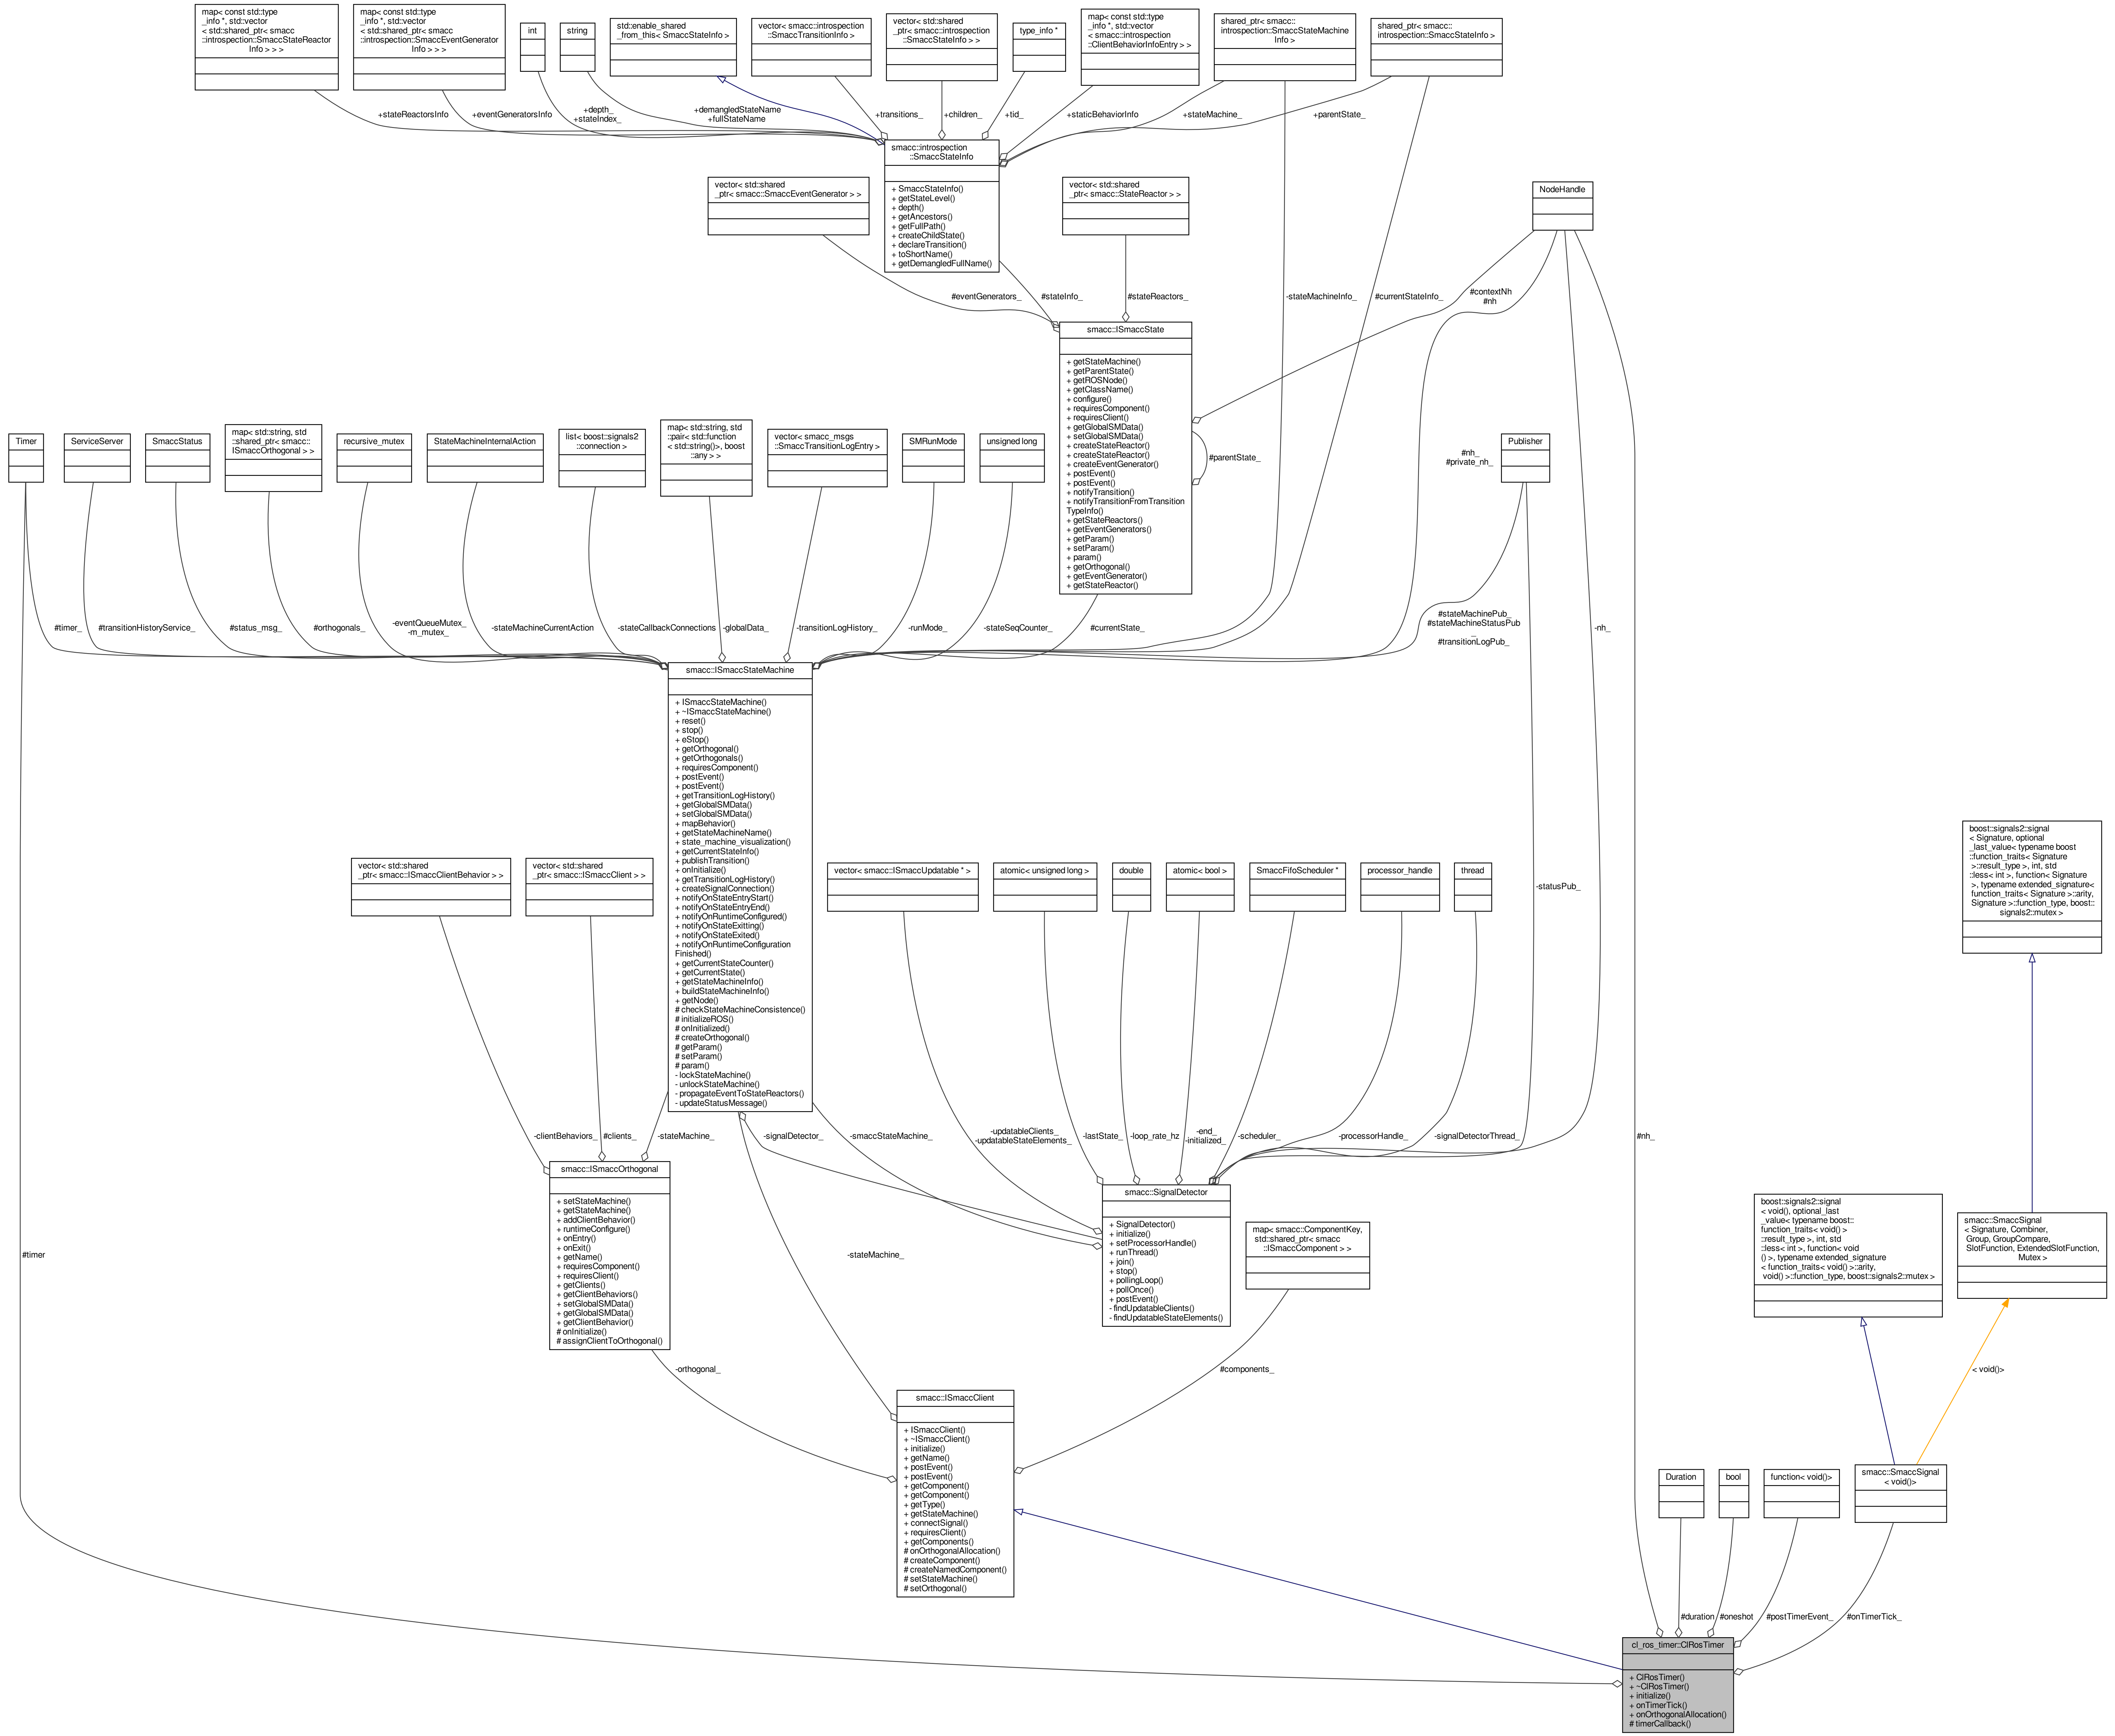 map< const std::type
_info *, std::vector
< std::shared_ptr< smacc
::introspection::SmaccStateReactor
Info > > >
map< const std::type
_info *, std::vector
< std::shared_ptr< smacc
::introspection::SmaccEventGenerator
Info > > >
int
string
std::enable_shared
_from_this< SmaccStateInfo >
vector< smacc::introspection
::SmaccTransitionInfo >
vector< std::shared
_ptr< smacc::introspection
::SmaccStateInfo > >
type_info *
map< const std::type
_info *, std::vector
< smacc::introspection
::ClientBehaviorInfoEntry > >
shared_ptr< smacc::
introspection::SmaccStateMachine
Info >
shared_ptr< smacc::
introspection::SmaccStateInfo >
+stateReactorsInfo
+eventGeneratorsInfo
+depth_
+stateIndex_
+demangledStateName
+fullStateName
+transitions_
+children_
+tid_
+staticBehaviorInfo
+stateMachine_
+parentState_
smacc::introspection
::SmaccStateInfo
+ SmaccStateInfo()
+ getStateLevel()
+ depth()
+ getAncestors()
+ getFullPath()
+ createChildState()
+ declareTransition()
+ toShortName()
+ getDemangledFullName()
vector< std::shared
_ptr< smacc::SmaccEventGenerator > >
vector< std::shared
_ptr< smacc::StateReactor > >
NodeHandle
#eventGenerators_
#stateInfo_
#stateReactors_
-stateMachineInfo_
#currentStateInfo_
#contextNh
#nh
smacc::ISmaccState
+ getStateMachine()
+ getParentState()
+ getROSNode()
+ getClassName()
+ configure()
+ requiresComponent()
+ requiresClient()
+ getGlobalSMData()
+ setGlobalSMData()
+ createStateReactor()
+ createStateReactor()
+ createEventGenerator()
+ postEvent()
+ postEvent()
+ notifyTransition()
+ notifyTransitionFromTransition
TypeInfo()
+ getStateReactors()
+ getEventGenerators()
+ getParam()
+ setParam()
+ param()
+ getOrthogonal()
+ getEventGenerator()
+ getStateReactor()
#parentState_
#nh_
#private_nh_
Timer
ServiceServer
SmaccStatus
map< std::string, std
::shared_ptr< smacc::
ISmaccOrthogonal > >
recursive_mutex
StateMachineInternalAction
list< boost::signals2
::connection >
map< std::string, std
::pair< std::function
< std::string()>, boost
::any > >
vector< smacc_msgs
::SmaccTransitionLogEntry >
SMRunMode
unsigned long
Publisher
#timer_
#transitionHistoryService_
#status_msg_
#orthogonals_
-eventQueueMutex_
-m_mutex_
-stateMachineCurrentAction
-stateCallbackConnections
-globalData_
-transitionLogHistory_
-runMode_
-stateSeqCounter_
#currentState_
#stateMachinePub_
#stateMachineStatusPub
_
#transitionLogPub_
-nh_
smacc::ISmaccStateMachine
+ ISmaccStateMachine()
+ ~ISmaccStateMachine()
+ reset()
+ stop()
+ eStop()
+ getOrthogonal()
+ getOrthogonals()
+ requiresComponent()
+ postEvent()
+ postEvent()
+ getTransitionLogHistory()
+ getGlobalSMData()
+ setGlobalSMData()
+ mapBehavior()
+ getStateMachineName()
+ state_machine_visualization()
+ getCurrentStateInfo()
+ publishTransition()
+ onInitialize()
+ getTransitionLogHistory()
+ createSignalConnection()
+ notifyOnStateEntryStart()
+ notifyOnStateEntryEnd()
+ notifyOnRuntimeConfigured()
+ notifyOnStateExitting()
+ notifyOnStateExited()
+ notifyOnRuntimeConfiguration
Finished()
+ getCurrentStateCounter()
+ getCurrentState()
+ getStateMachineInfo()
+ buildStateMachineInfo()
+ getNode()
# checkStateMachineConsistence()
# initializeROS()
# onInitialized()
# createOrthogonal()
# getParam()
# setParam()
# param()
- lockStateMachine()
- unlockStateMachine()
- propagateEventToStateReactors()
- updateStatusMessage()
vector< std::shared
_ptr< smacc::ISmaccClientBehavior > >
vector< std::shared
_ptr< smacc::ISmaccClient > >
vector< smacc::ISmaccUpdatable * >
atomic< unsigned long >
double
atomic< bool >
SmaccFifoScheduler *
processor_handle
thread
-statusPub_
boost::signals2::signal
< Signature, optional
_last_value< typename boost
::function_traits< Signature
>::result_type >, int, std
::less< int >, function< Signature
>, typename extended_signature<
function_traits< Signature >::arity,
Signature >::function_type, boost::
signals2::mutex >
-clientBehaviors_
#clients_
-stateMachine_
-signalDetector_
-smaccStateMachine_
-updatableClients_
-updatableStateElements_
-lastState_
-loop_rate_hz
-end_
-initialized_
-scheduler_
-processorHandle_
-signalDetectorThread_
#nh_
smacc::ISmaccOrthogonal
+ setStateMachine()
+ getStateMachine()
+ addClientBehavior()
+ runtimeConfigure()
+ onEntry()
+ onExit()
+ getName()
+ requiresComponent()
+ requiresClient()
+ getClients()
+ getClientBehaviors()
+ setGlobalSMData()
+ getGlobalSMData()
+ getClientBehavior()
# onInitialize()
# assignClientToOrthogonal()
smacc::SignalDetector
+ SignalDetector()
+ initialize()
+ setProcessorHandle()
+ runThread()
+ join()
+ stop()
+ pollingLoop()
+ pollOnce()
+ postEvent()
- findUpdatableClients()
- findUpdatableStateElements()
map< smacc::ComponentKey,
std::shared_ptr< smacc
::ISmaccComponent > >
boost::signals2::signal
< void(), optional_last
_value< typename boost::
function_traits< void() >
::result_type >, int, std
::less< int >, function< void
() >, typename extended_signature
< function_traits< void() >::arity,
void() >::function_type, boost::signals2::mutex >
smacc::SmaccSignal
< Signature, Combiner,
Group, GroupCompare,
SlotFunction, ExtendedSlotFunction,
Mutex >
#timer
-stateMachine_
-orthogonal_
#components_
< void()>
smacc::ISmaccClient
+ ISmaccClient()
+ ~ISmaccClient()
+ initialize()
+ getName()
+ postEvent()
+ postEvent()
+ getComponent()
+ getComponent()
+ getType()
+ getStateMachine()
+ connectSignal()
+ requiresClient()
+ getComponents()
# onOrthogonalAllocation()
# createComponent()
# createNamedComponent()
# setStateMachine()
# setOrthogonal()
Duration
bool
function< void()>
smacc::SmaccSignal
< void()>
#duration
#oneshot
#postTimerEvent_
#onTimerTick_
cl_ros_timer::ClRosTimer
+ ClRosTimer()
+ ~ClRosTimer()
+ initialize()
+ onTimerTick()
+ onOrthogonalAllocation()
# timerCallback()